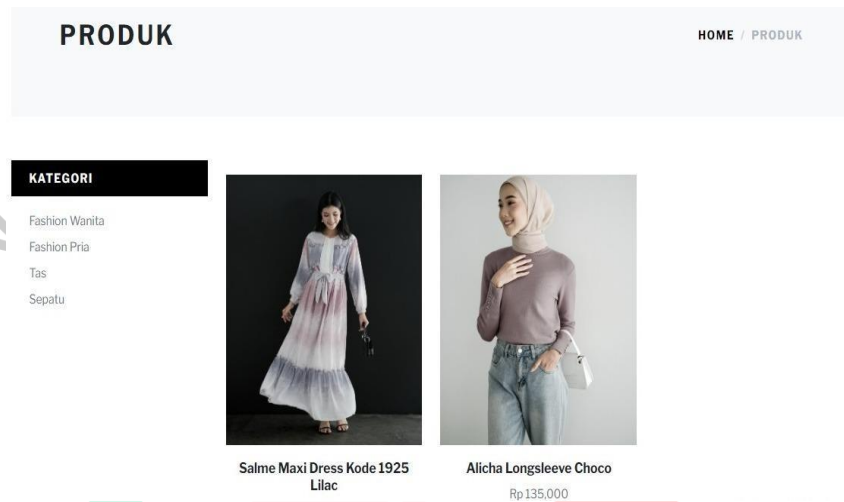 PRODUK
HOME / PRODUK
KATEGORI
Fashion Wanita
Fashion Pria
Tas
Sepatu
Salme Maxi Dress Kode 1925
Lilac
Alicha Longsleeve Choco
Rp 135,000